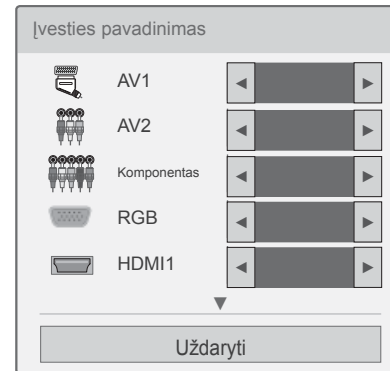 Įvesties pavadinimas
AV1
AV2
Komponentas
RGB
HDMI1
Uždaryti